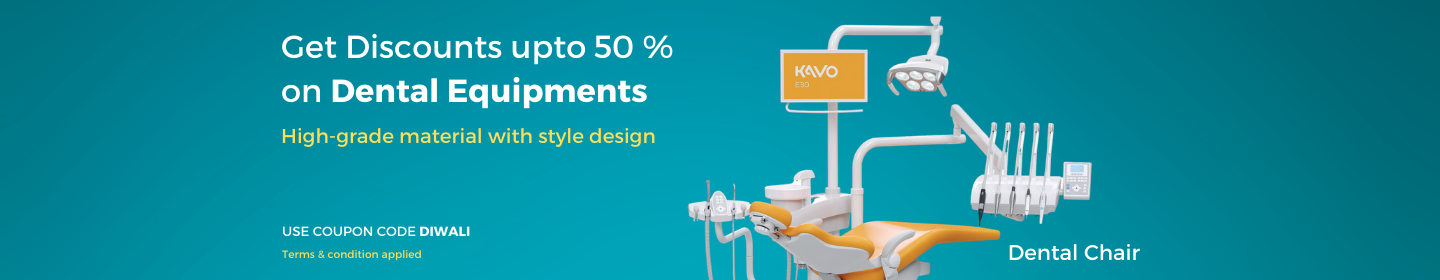 Get Discounts upto 50 %
on Dental Equipments
High-grade material with style design
USE COUPON CODE DIWALI
Terms & condition applied
KAVO
E30
Dental Chair